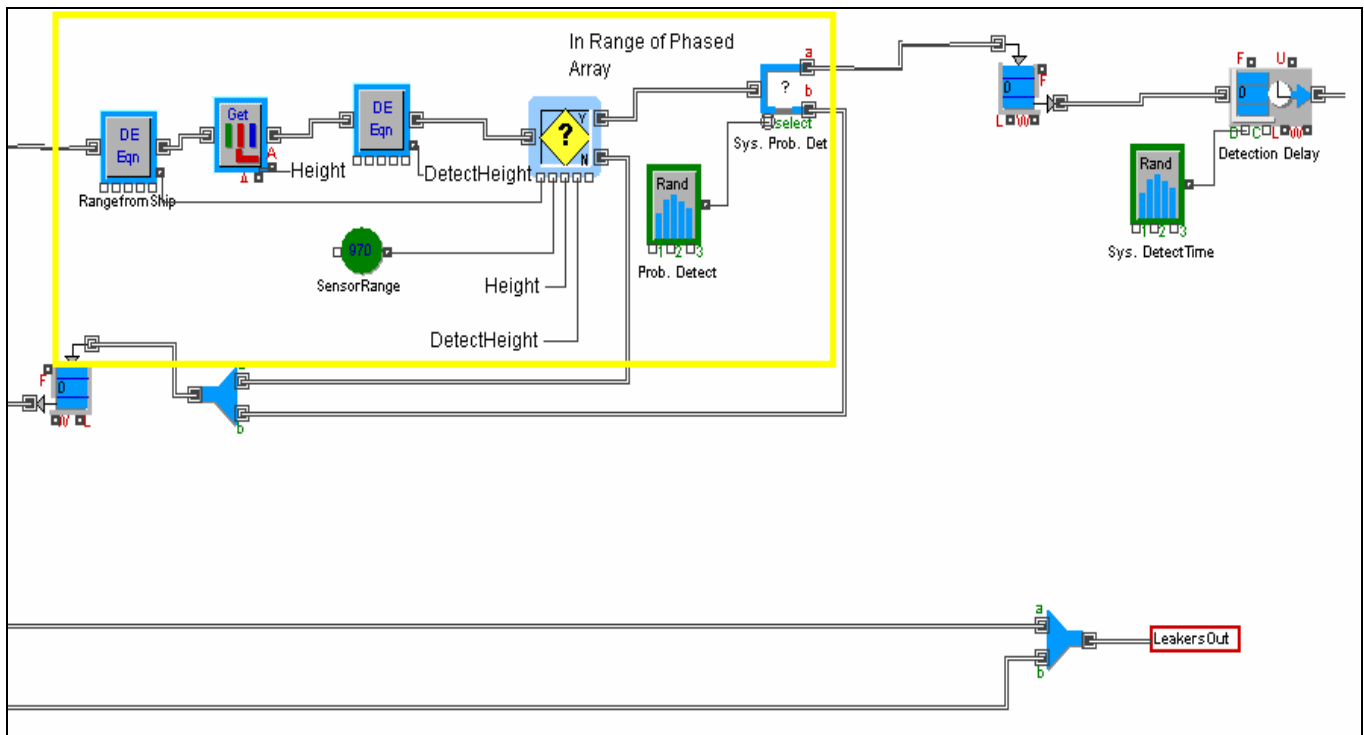 In Range of Phased
Array
a
b
?
select
Sys. Prob. Det
DE
Eqn
RangefromShip
Get
A
Δ
Height
DE
Eqn
DetectHeight
?
Y
N
970
SensorRange
Height
DetectHeight
Rand
1 2 3
Prob. Detect
0
F
L W
F U
0
D C L W
Detection Delay
Rand
1 2 3
Sys. DetectTime
F
0
W L
b
a
b
LeakersOut